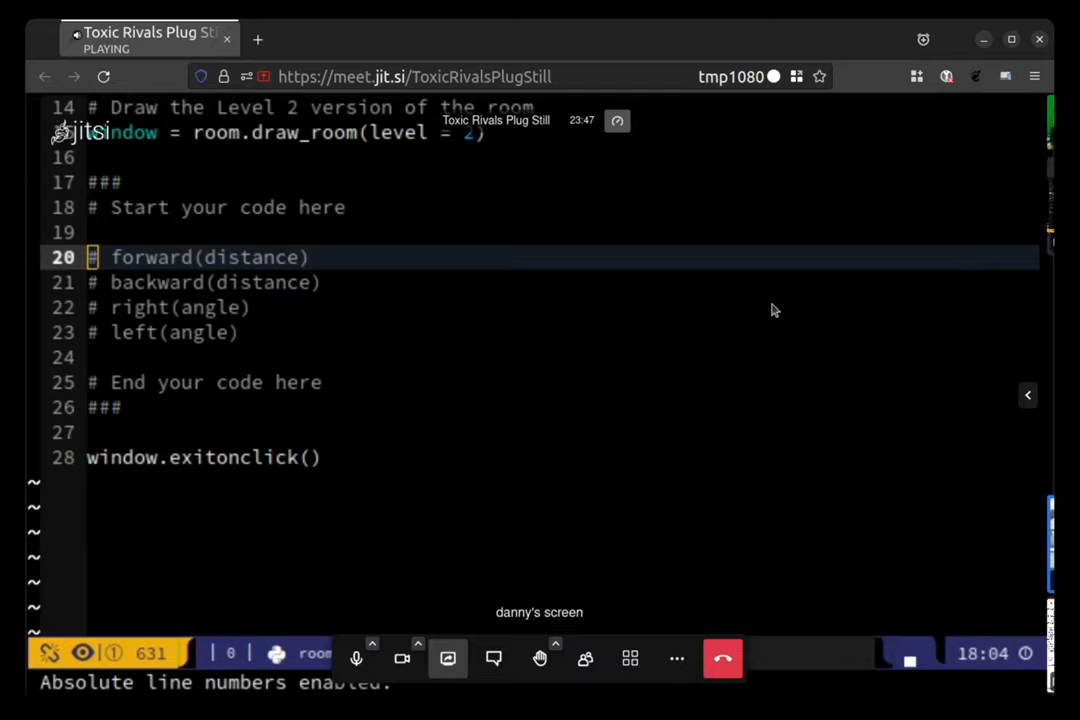 Toxic Rivals Plug Sti
PLAYING
https://meet.jit.si/ToxicRivalsPlugStill
tmp1080
14 # Draw the Level 2 version of the room
Toxic Rivals Plug Still 23:47
jitsi
window = room.draw_room(level = 2)
16
17 ###
18 # Start your code here
19
20 # forward(distance)
21 # backward(distance)
22 # right(angle)
23 # left(angle)
24
25 # End your code here
26 ###
27
28 window.exitonclick()
~
~
~
~
~
~
~
danny's screen
① 631 | 0 | room
18:04
Absolute line numbers enabled.